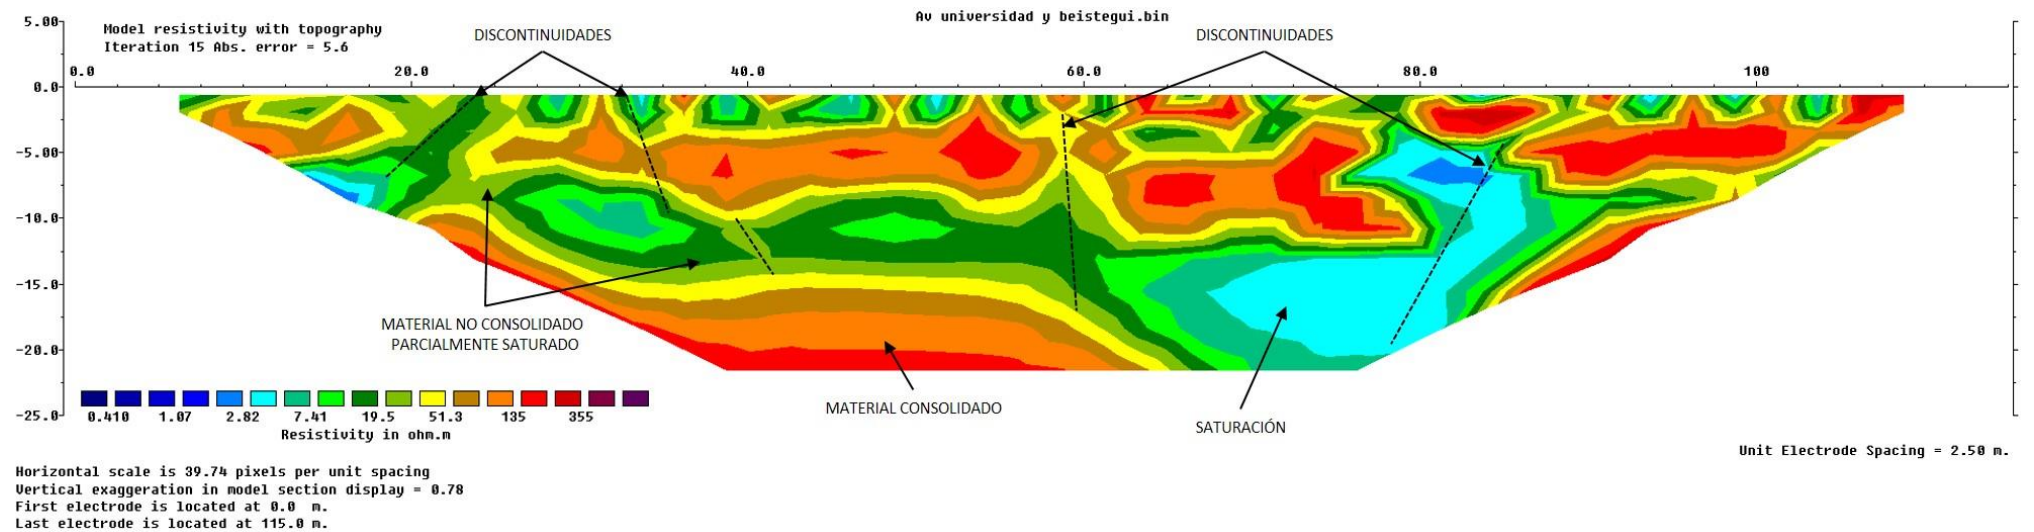 Av universidad y beistegui.bin
5.00
Model resistivity with topography
Iteration 15 Abs. error = 5.6
DISCONTINUIDADES
DISCONTINUIDADES
0.0
20.0
40.0
60.0
80.0
100
0.0
-5.00
-10.0
-15.0
-20.0
-25.0
MATERIAL NO CONSOLIDADO
PARCIALMENTE SATURADO
MATERIAL CONSOLIDADO
SATURACIÓN
0.410 1.07 2.82 7.41 19.5 51.3 135 355
Resistivity in ohm.m
Unit Electrode Spacing = 2.50 m.
Horizontal scale is 39.74 pixels per unit spacing
Vertical exaggeration in model section display = 0.78
First electrode is located at 0.0 m.
Last electrode is located at 115.0 m.